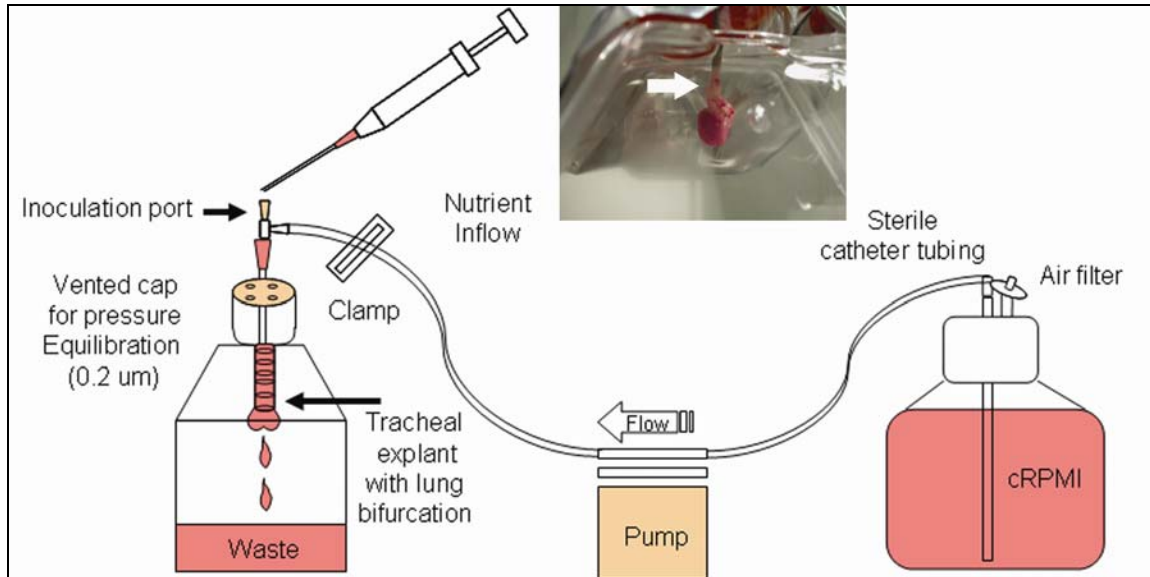 Inoculation port
Vented cap
for pressure
Equilibration
(0.2 um)
Clamp
Nutrient
Inflow
Sterile
catheter tubing
Air filter
Tracheal
explant
with lung
bifurcation
Flow
cRPMI
Waste
Pump